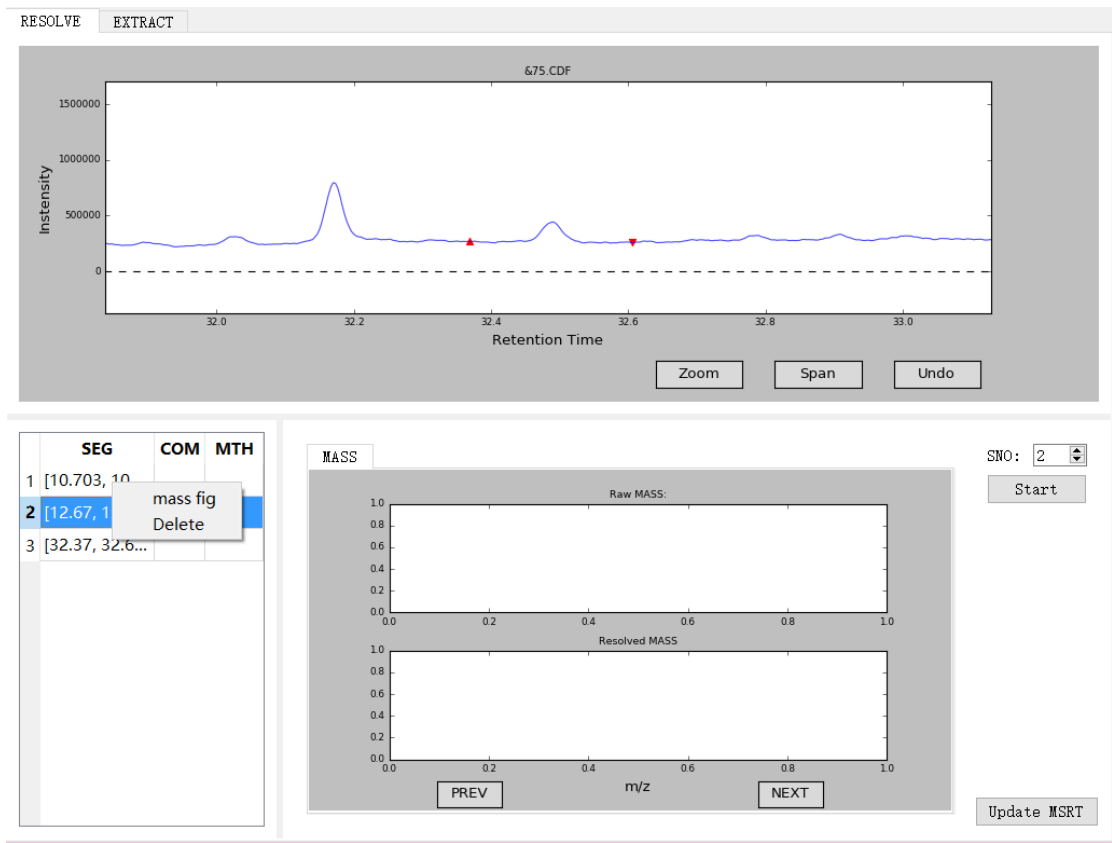 RESOLVE EXTRACT
&75.CDF
1500000
1000000
500000
0
Instensity
32.0 32.2 32.4 32.6 32.8 33.0
Retention Time
Zoom Span Undo
SEG COM MTH
1 [10.703, 10
2 [12.67, 1
3 [32.37, 32.6...
mass fig
Delete
MASS
Raw MASS:
1.0
0.8
0.6
0.4
0.2
0.0
0.0 0.2 0.4 0.6 0.8 1.0
Resolved MASS
1.0
0.8
0.6
0.4
0.2
0.0
0.0 0.2 0.4 0.6 0.8 1.0
m/z
PREV NEXT
SNO: 2
Start
Update MSRT